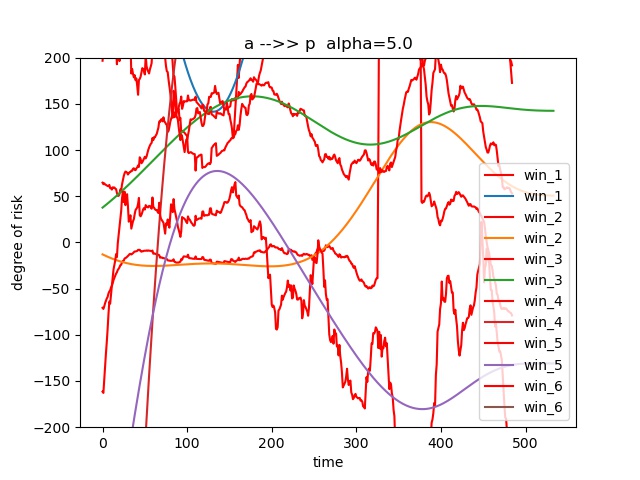 a -->> p  alpha=5.0
degree of risk
200
150
100
50
0
−50
−100
−150
−200
0 100 200 300 400 500
time
win_1
win_1
win_2
win_2
win_3
win_3
win_4
win_4
win_5
win_5
win_6
win_6